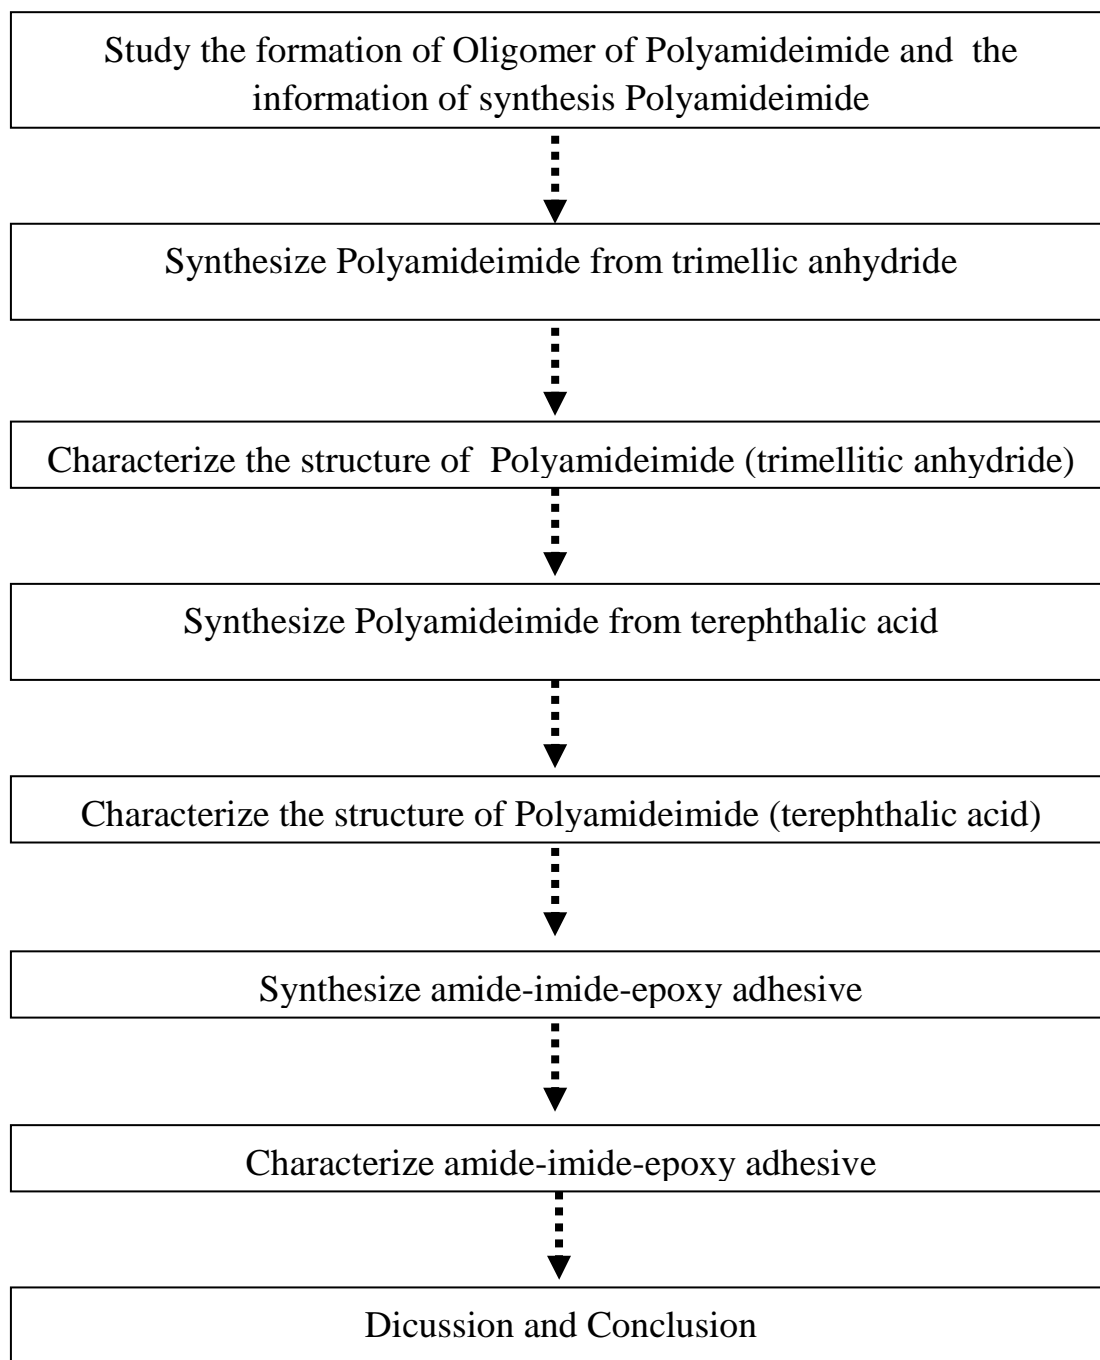 Study the formation of Oligomer of Polyamideimide and  the
information of synthesis Polyamideimide
Synthesize Polyamideimide from trimellic anhydride
Characterize the structure of  Polyamideimide (trimellitic anhydride)
Synthesize Polyamideimide from terephthalic acid
Characterize the structure of Polyamideimide (terephthalic acid)
Synthesize amide-imide-epoxy adhesive
Characterize amide-imide-epoxy adhesive
Dicussion and Conclusion